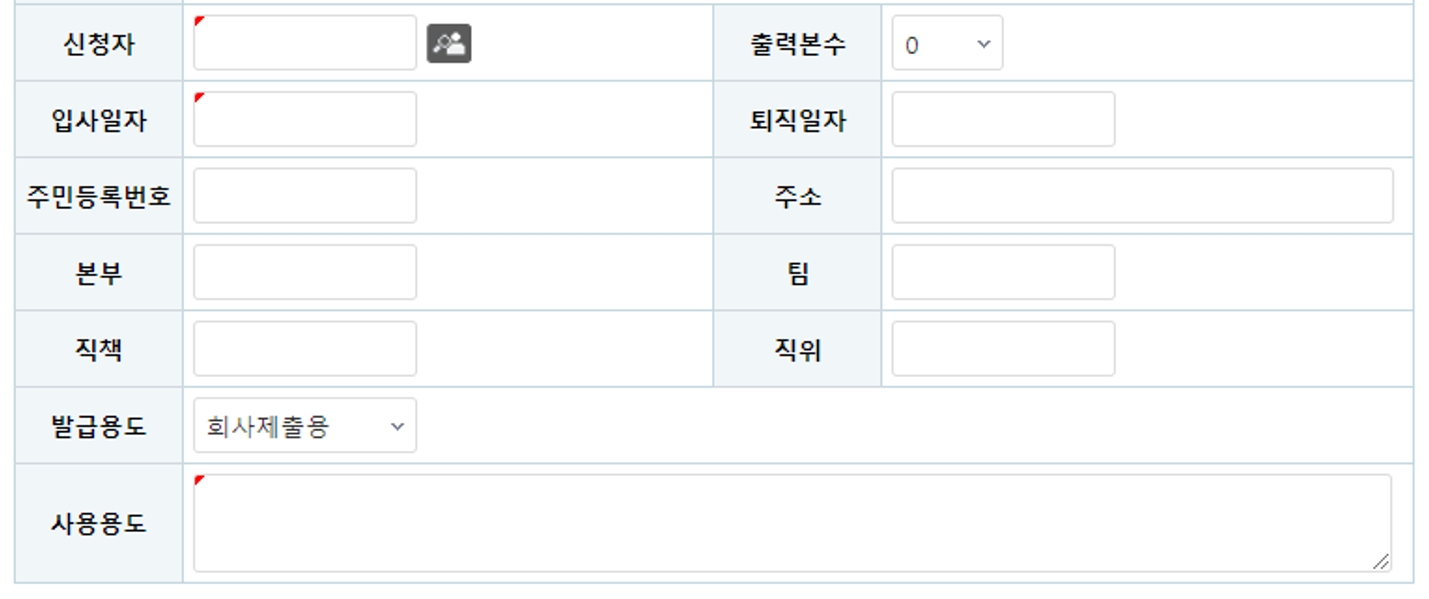 신청자 출력본수 0
입사일자 퇴직일자
주민등록번호 주소
본부 팀
직책 직위
발급용도 회사제출용
사용용도